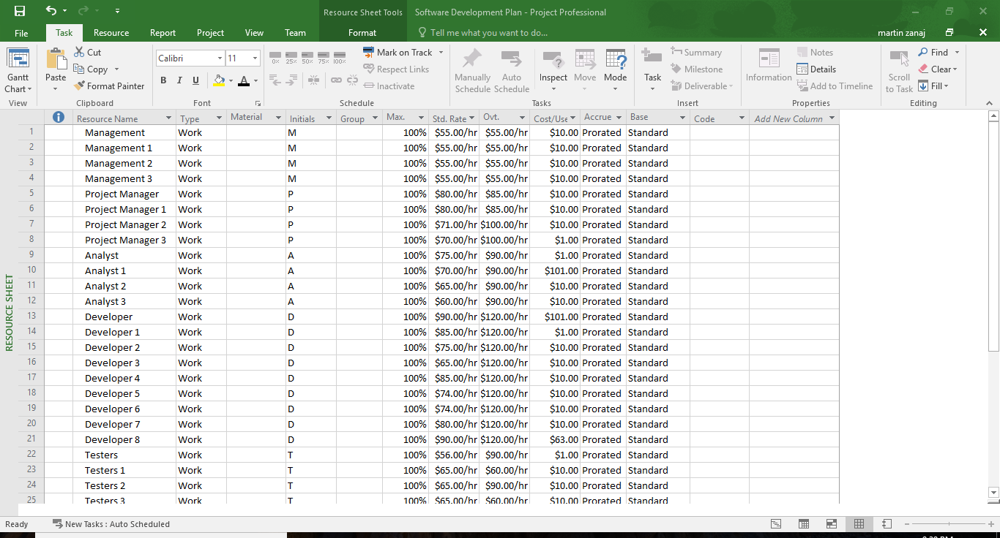 Resource Sheet Tools Software Development Plan - Project Professional
File Task Resource Report Project View Team Format Tell me what you want to do... martin zanaj
Gantt Chart
View
Paste
Cut
Copy
Format Painter
Clipboard
Calibri 11
B I U A
Font
0% 25% 50% 75% 100%
Mark on Track
Respect Links
Inactivate
Schedule
Manually Schedule
Auto Schedule
Inspect
Move
Mode
Tasks
Task
Summary
Milestone
Deliverable
Insert
Information
Notes
Details
Add to Timeline
Properties
Scroll to Task
Find
Clear
Fill
Editing
RESOURCE SHEET
Resource Name Type Material Initials Group Max. Std. Rate Ovt. Cost/Use Accrue Base Code Add New Column
1 Management Work M 100% $55.00/hr $55.00/hr $10.00 Prorated Standard
2 Management 1 Work M 100% $55.00/hr $55.00/hr $10.00 Prorated Standard
3 Management 2 Work M 100% $55.00/hr $55.00/hr $10.00 Prorated Standard
4 Management 3 Work M 100% $55.00/hr $55.00/hr $10.00 Prorated Standard
5 Project Manager Work P 100% $80.00/hr $85.00/hr $10.00 Prorated Standard
6 Project Manager 1 Work P 100% $80.00/hr $85.00/hr $10.00 Prorated Standard
7 Project Manager 2 Work P 100% $71.00/hr $100.00/hr $10.00 Prorated Standard
8 Project Manager 3 Work P 100% $70.00/hr $100.00/hr $1.00 Prorated Standard
9 Analyst Work A 100% $75.00/hr $90.00/hr $1.00 Prorated Standard
10 Analyst 1 Work A 100% $70.00/hr $90.00/hr $101.00 Prorated Standard
11 Analyst 2 Work A 100% $65.00/hr $90.00/hr $10.00 Prorated Standard
12 Analyst 3 Work A 100% $60.00/hr $90.00/hr $10.00 Prorated Standard
13 Developer Work D 100% $90.00/hr $120.00/hr $101.00 Prorated Standard
14 Developer 1 Work D 100% $85.00/hr $120.00/hr $1.00 Prorated Standard
15 Developer 2 Work D 100% $75.00/hr $120.00/hr $10.00 Prorated Standard
16 Developer 3 Work D 100% $65.00/hr $120.00/hr $10.00 Prorated Standard
17 Developer 4 Work D 100% $85.00/hr $120.00/hr $10.00 Prorated Standard
18 Developer 5 Work D 100% $74.00/hr $120.00/hr $10.00 Prorated Standard
19 Developer 6 Work D 100% $74.00/hr $120.00/hr $10.00 Prorated Standard
20 Developer 7 Work D 100% $80.00/hr $120.00/hr $10.00 Prorated Standard
21 Developer 8 Work D 100% $90.00/hr $120.00/hr $63.00 Prorated Standard
22 Testers Work T 100% $56.00/hr $90.00/hr $1.00 Prorated Standard
23 Testers 1 Work T 100% $65.00/hr $60.00/hr $10.00 Prorated Standard
24 Testers 2 Work T 100% $65.00/hr $90.00/hr $10.00 Prorated Standard
25 Testers 3 Work T 100% $65.00/hr $60.00/hr $10.00 Prorated Standard
Ready New Tasks : Auto Scheduled